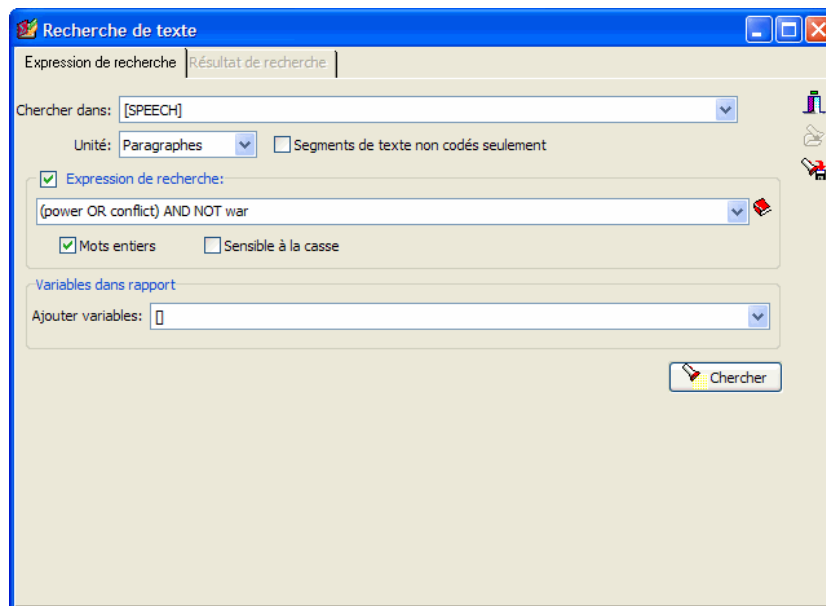 Recherche de texte
Expression de recherche Résultat de recherche
Chercher dans: [SPEECH]
Unité: Paragraphes Segments de texte non codés seulement
Expression de recherche:
(power OR conflict) AND NOT war
Mots entiers Sensible à la casse
Variables dans rapport
Ajouter variables: []
Chercher